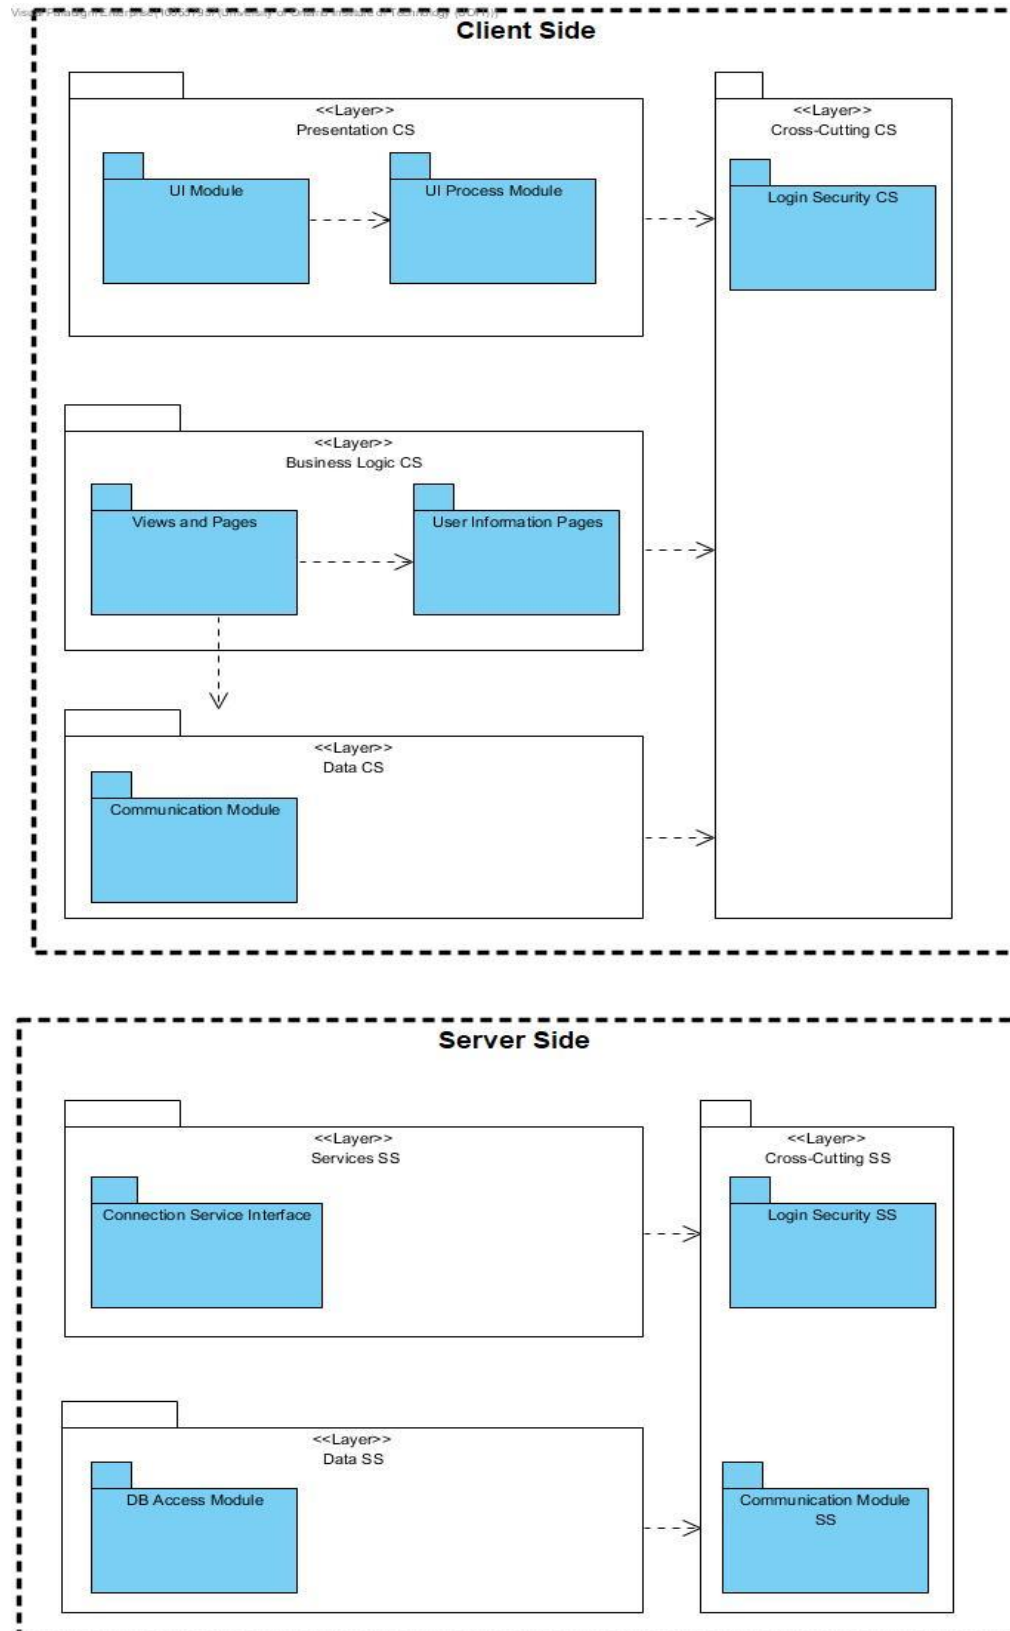 Client Side
<<Layer>>
Presentation CS
<<Layer>>
Cross-Cutting CS
UI Module
UI Process Module
Login Security CS
<<Layer>>
Business Logic CS
Views and Pages
User Information Pages
<<Layer>>
Data CS
Communication Module
Server Side
<<Layer>>
Services SS
<<Layer>>
Cross-Cutting SS
Connection Service Interface
Login Security SS
<<Layer>>
Data SS
DB Access Module
Communication Module
SS